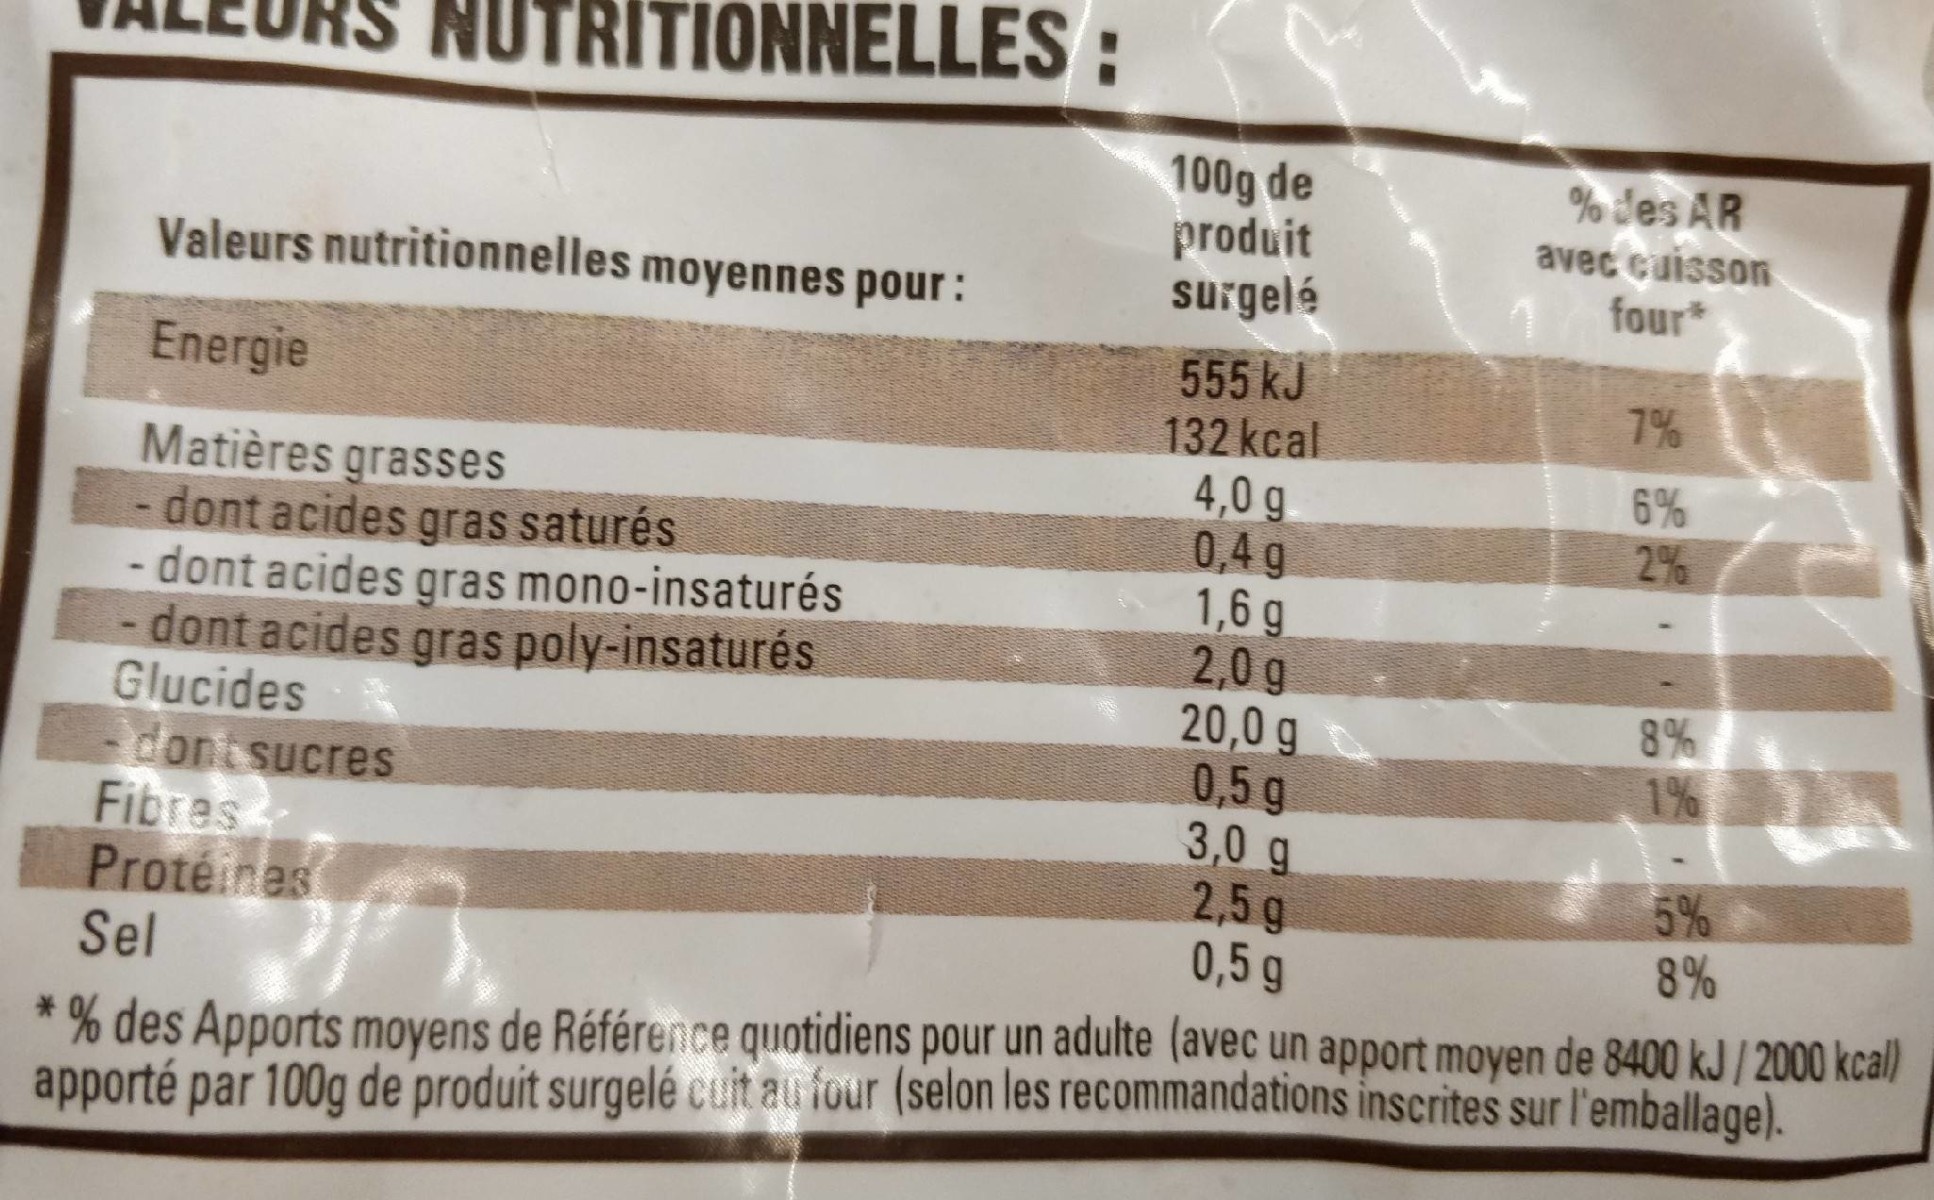 VALEURS NUTRITIONNELLES :
Valeurs nutritionnelles moyennes pour : 100g de produit surgelé % des AR avec cuisson four*
Energie 555 kJ
132 kcal 7%
Matières grasses 4,0 g 6%
- dont acides gras saturés 0,4 g 2%
- dont acides gras mono-insaturés 1,6 g -
- dont acides gras poly-insaturés 2,0 g -
Glucides 20,0 g 8%
- dont sucres 0,5 g 1%
Fibres 3,0 g -
Protéines 2,5 g 5%
Sel 0,5 g 8%
* % des Apports moyens de Référence quotidiens pour un adulte (avec un apport moyen de 8400 kJ / 2000 kcal)
apporté par 100g de produit surgelé cuit au four (selon les recommandations inscrites sur l'emballage).